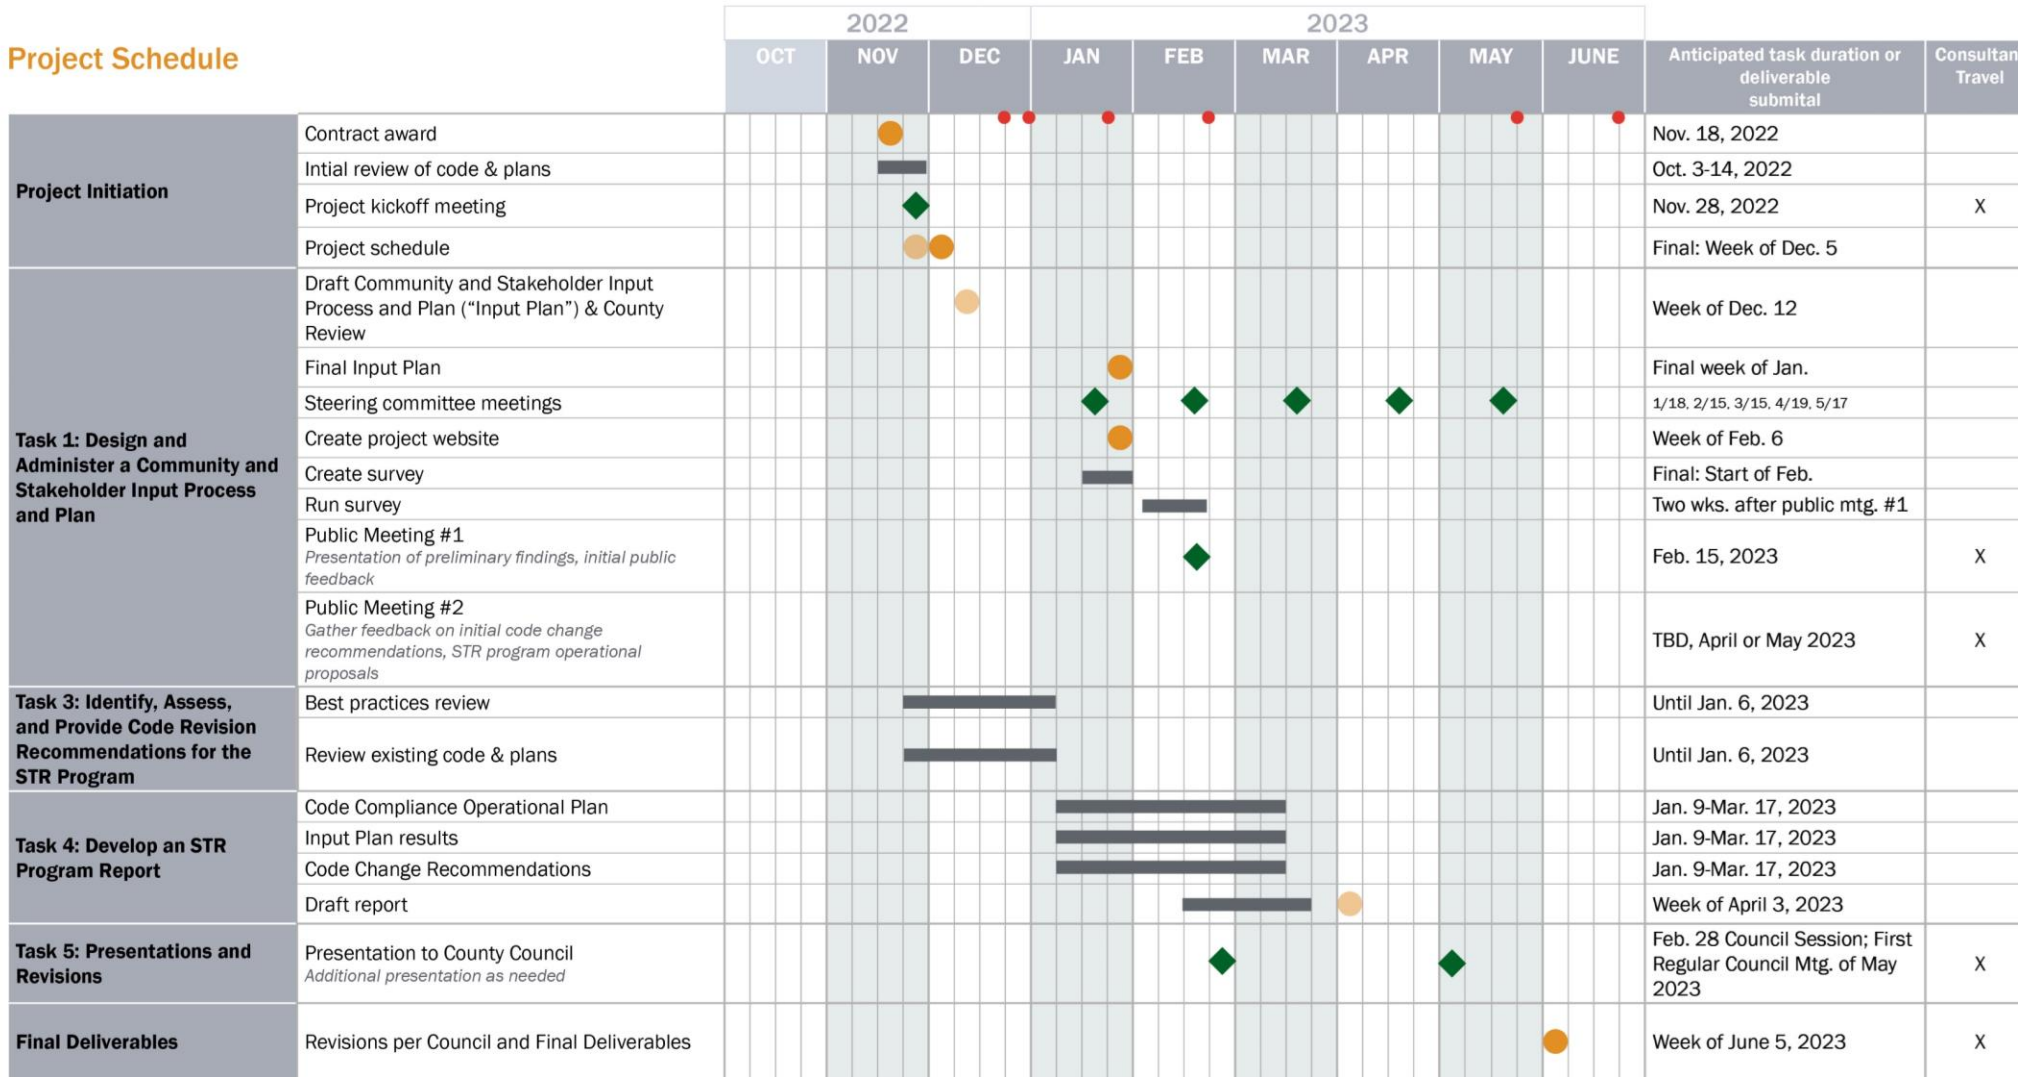 2022
2023
Project Schedule
OCT
NOV
DEC
JAN
FEB
MAR
APR
MAY
JUNE
Anticipated task duration or
deliverable
submital
Consultan
Travel
Project Initiation
Contract award
Nov. 18, 2022
Intial review of code & plans
Oct. 3-14, 2022
Project kickoff meeting
Nov. 28, 2022
X
Project schedule
Final: Week of Dec. 5
Task 1: Design and
Administer a Community and
Stakeholder Input Process
and Plan
Draft Community and Stakeholder Input
Process and Plan (“Input Plan”) & County
Review
Week of Dec. 12
Final Input Plan
Final week of Jan.
Steering committee meetings
1/18, 2/15, 3/15, 4/19, 5/17
Create project website
Week of Feb. 6
Create survey
Final: Start of Feb.
Run survey
Two wks. after public mtg. #1
Public Meeting #1
Presentation of preliminary findings, initial public
feedback
Feb. 15, 2023
X
Public Meeting #2
Gather feedback on initial code change
recommendations, STR program operational
proposals
TBD, April or May 2023
X
Task 3: Identify, Assess,
and Provide Code Revision
Recommendations for the
STR Program
Best practices review
Until Jan. 6, 2023
Review existing code & plans
Until Jan. 6, 2023
Task 4: Develop an STR
Program Report
Code Compliance Operational Plan
Jan. 9-Mar. 17, 2023
Input Plan results
Jan. 9-Mar. 17, 2023
Code Change Recommendations
Jan. 9-Mar. 17, 2023
Draft report
Week of April 3, 2023
Task 5: Presentations and
Revisions
Presentation to County Council
Additional presentation as needed
Feb. 28 Council Session; First
Regular Council Mtg. of May
2023
X
Final Deliverables
Revisions per Council and Final Deliverables
Week of June 5, 2023
X